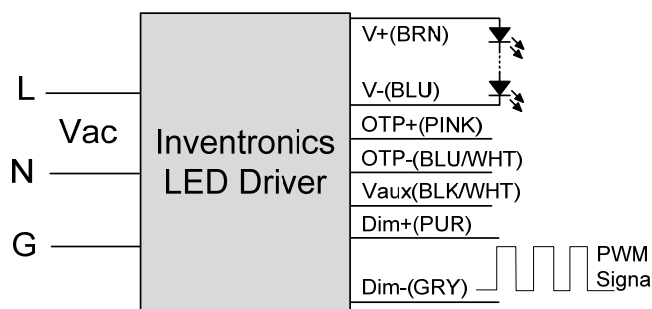 L
Vac
N
G
Inventronics
LED Driver
V+(BRN)
V-(BLU)
OTP+(PINK)
OTP-(BLU/WHT)
Vaux(BLK/WHT)
Dim+(PUR)
Dim-(GRY)
PWM
Signa